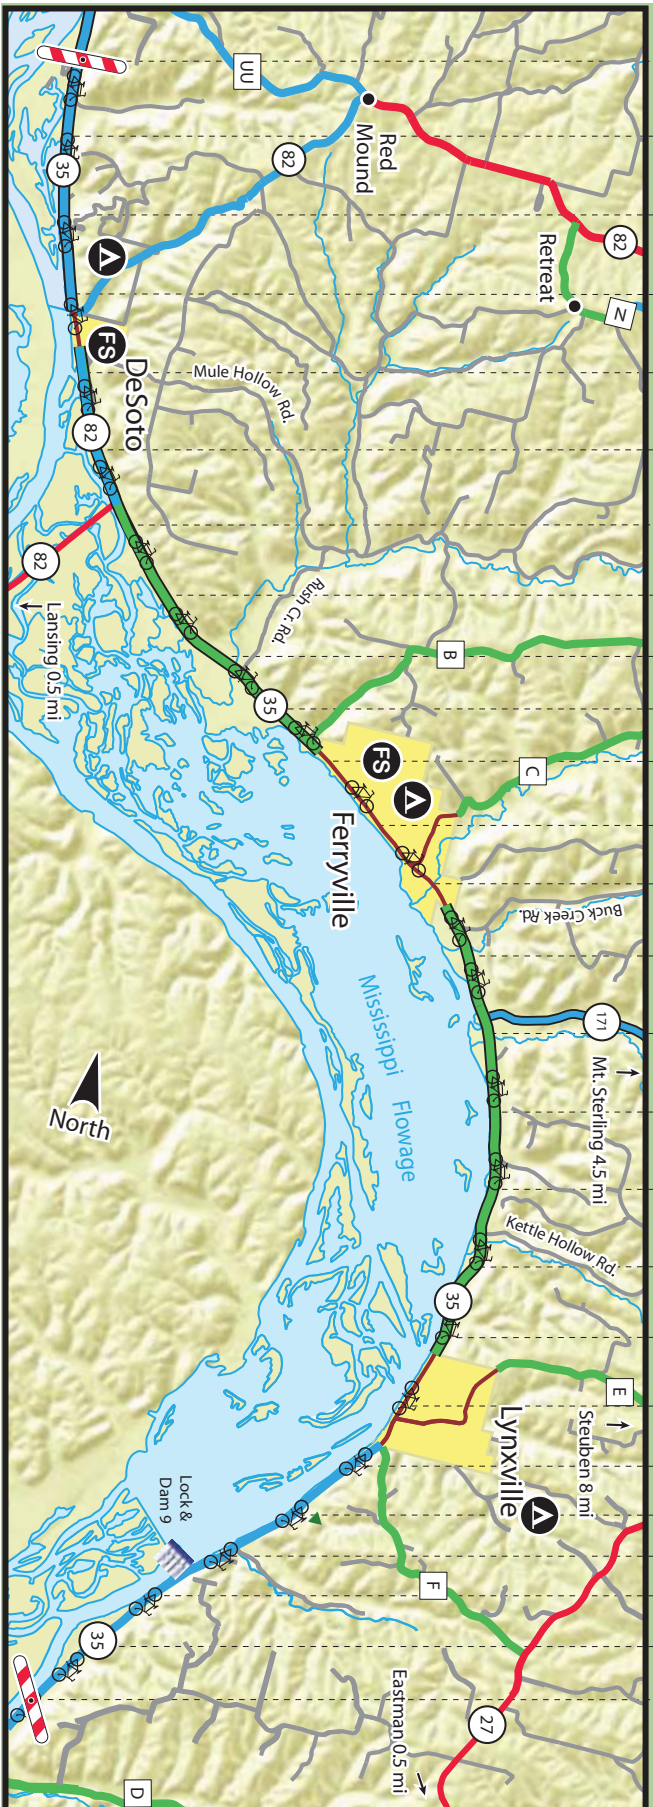 UU
Red
Mound
82
82
35
Retreat
N
FS
DeSoto
Mule Hollow Rd.
82
82
Lansing 0.5 mi
Rush Cr. Rd.
B
35
FS
C
Ferryville
Buck Creek Rd.
Mississippi Flowage
171
Mt. Sterling 4.5 mi
North
Kettle Hollow Rd.
35
E
Steuben 8 mi
Lynxville
Lock &
Dam 9
F
35
Eastman 0.5 mi
27
D